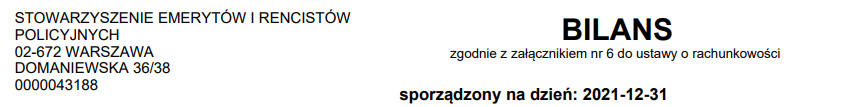 STOWARZYSZENIE EMERYTÓW I RENCISTÓW
POLICYJNYCH
02-672 WARSZAWA
DOMANIEWSKA 36/38
0000043188
BILANS
zgodnie z załącznikiem nr 6 do ustawy o rachunkowości
sporządzony na dzień: 2021-12-31